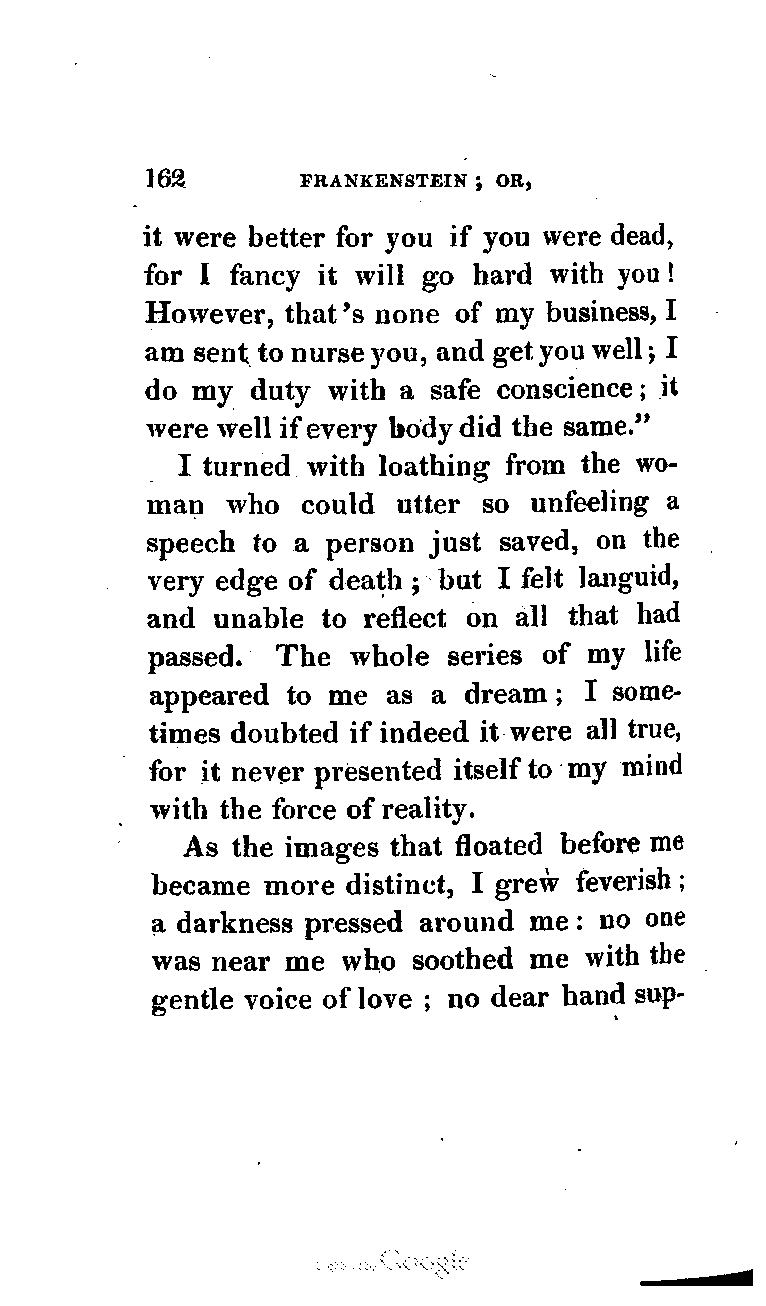 162 FRANKENSTEIN; OR,
it were better for you if you were dead,
for I fancy it will go hard with you!
However, that's none of my business, I
am sent to nurse you, and get you well; I
do my duty with a safe conscience; it
were well if every body did the same."
I turned with loathing from the wo-
man who could utter so unfeeling a
speech to a person just saved, on the
very edge of death; but I felt languid,
and unable to reflect on all that had
passed. The whole series of my life
appeared to me as a dream; I some-
times doubted if indeed it were all true,
for it never presented itself to my mind
with the force of reality.
As the images that floated before me
became more distinct, I grew feverish;
a darkness pressed around me: no one
was near me who soothed me with the
gentle voice of love; no dear hand sup-
Google